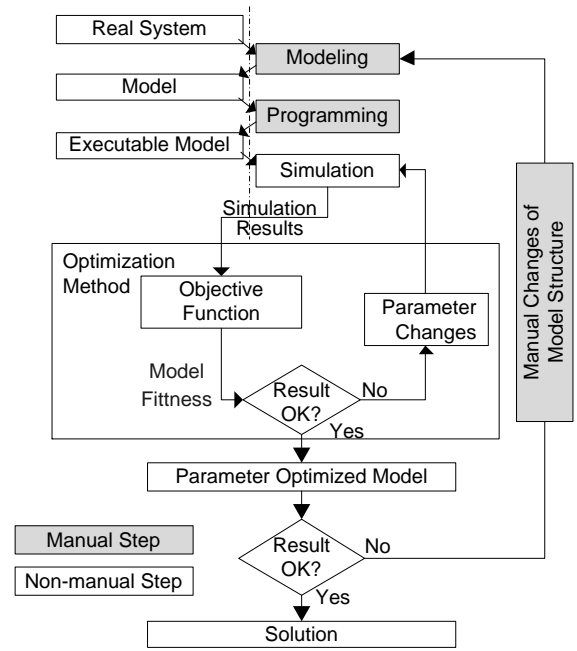 Real System
Modeling
Model
Programming
Executable Model
Simulation
Simulation
Results
Optimization
Method
Objective
Function
Parameter
Changes
Manual Changes of
Model Structure
Model
Fittness
Result
OK?
No
Yes
Parameter Optimized Model
Manual Step
Result
OK?
No
Non-manual Step
Yes
Solution